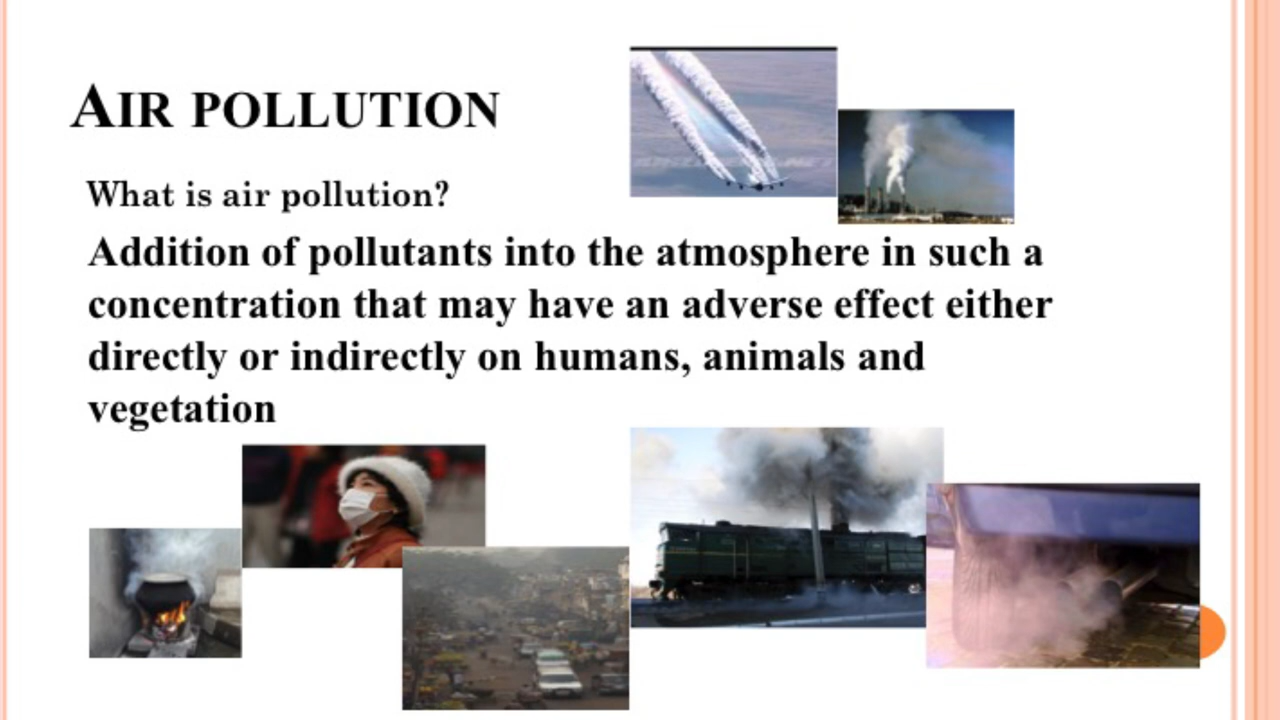 AIR POLLUTION
What is air pollution?
Addition of pollutants into the atmosphere in such a
concentration that may have an adverse effect either
directly or indirectly on humans, animals and
vegetation